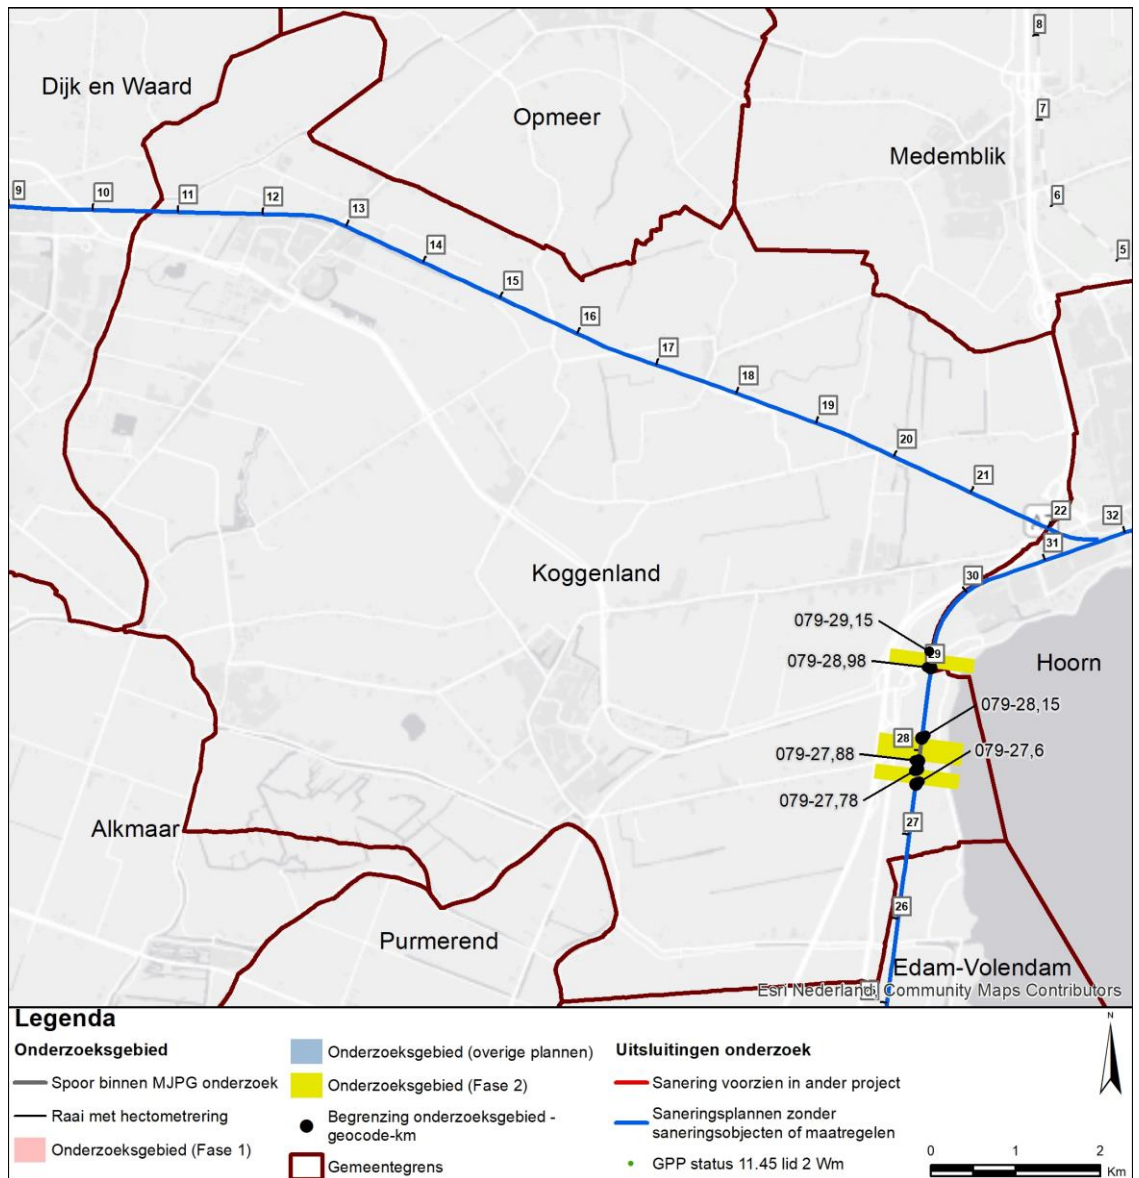 8
Dijk en Waard
Opmeer
7
Medemblik
9
10
11
12
13
6
14
5
15
16
17
18
19
20
21
22
32
31
Koggenland
30
079-29,15
29
Hoorn
079-28,98
079-28,15
28
079-27,88
079-27,6
079-27,78
27
Alkmaar
26
Purmerend
Edam-Volendam
Esri Nederland, Community Maps Contributors
Legenda
Onderzoeksgebied
Spoor binnen MJPG onderzoek
Raai met hectometrering
Onderzoeksgebied (Fase 1)
Onderzoeksgebied (overige plannen)
Onderzoeksgebied (Fase 2)
Begrenzing onderzoeksgebied -
geocode-km
Gemeentegrens
Uitsluitingen onderzoek
Sanering voorzien in ander project
Saneringsplannen zonder
saneringsobjecten of maatregelen
GPP status 11.45 lid 2 Wm
N
0 1 2
Km